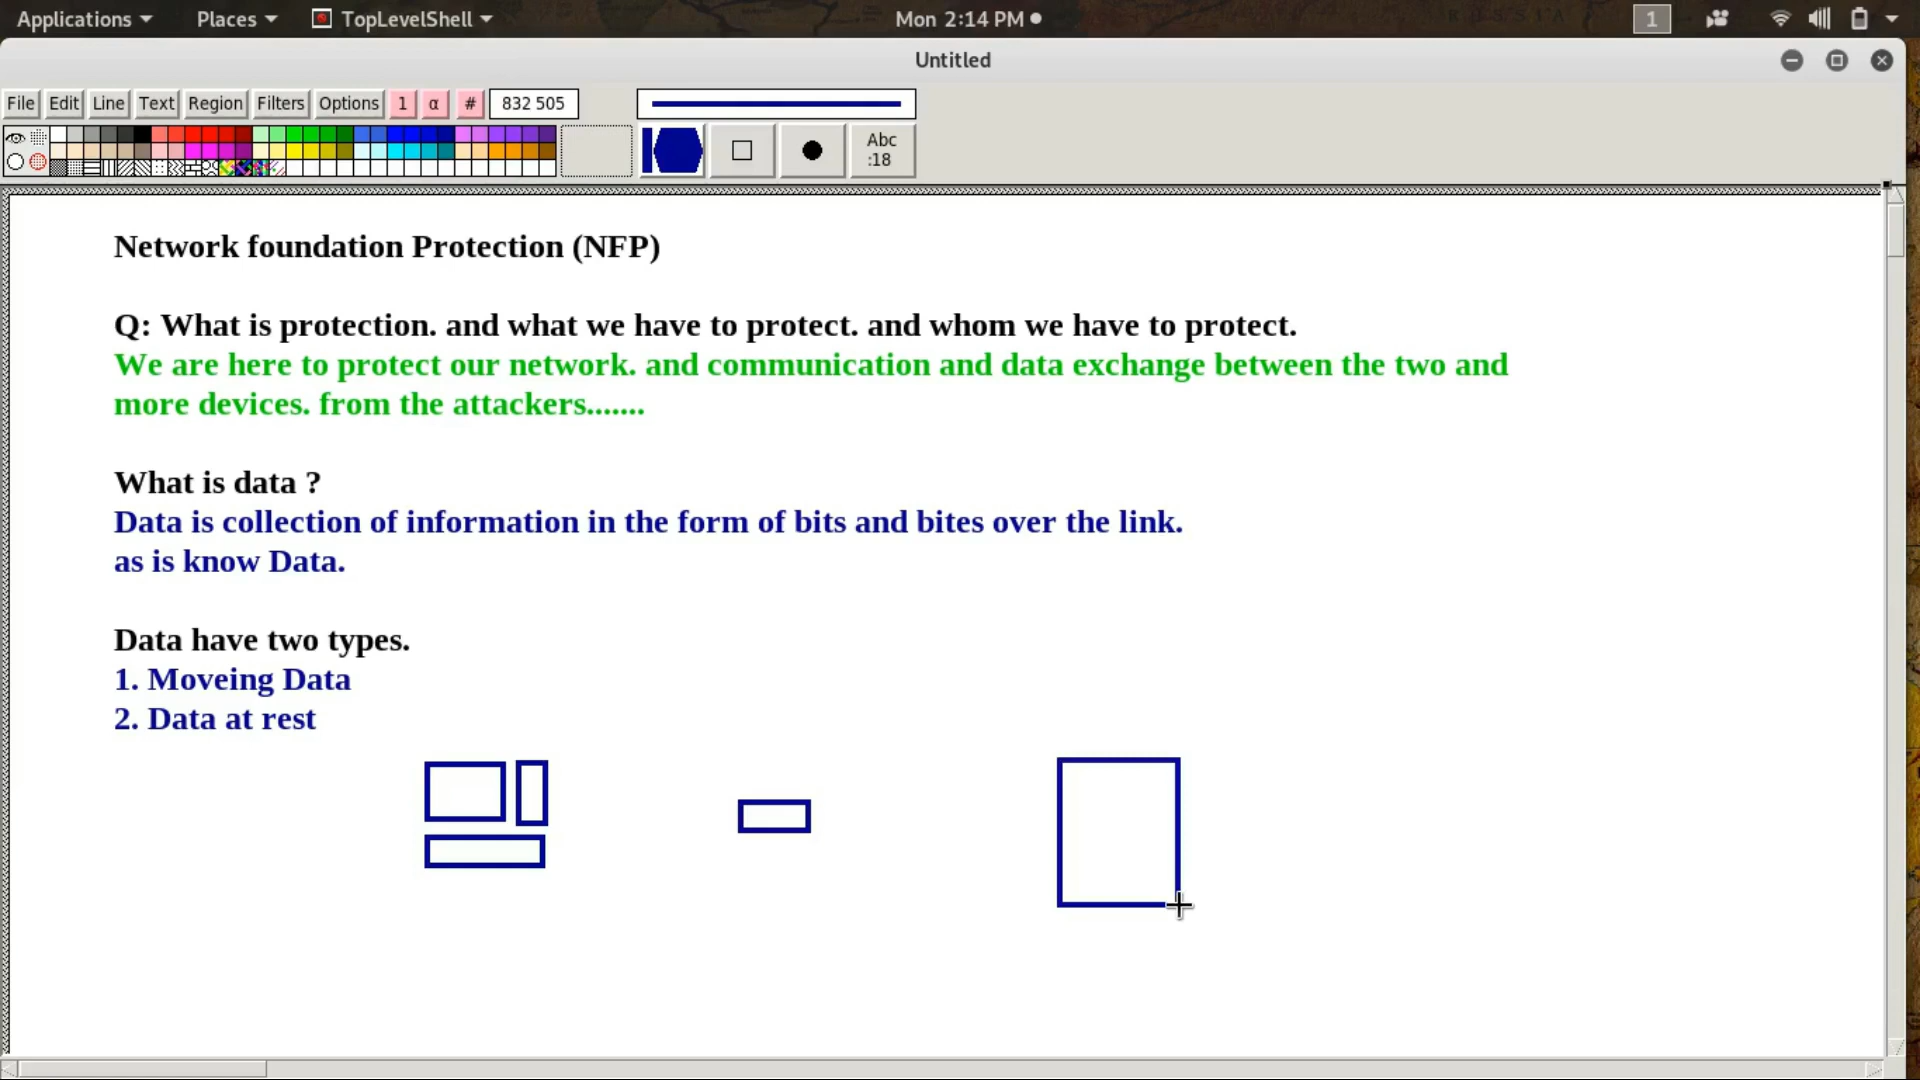 Applications Places TopLevelShell Mon 2:14 PM 1
Untitled
File Edit Line Text Region Filters Options 1 α # 832 505
Abc
:18
Network foundation Protection (NFP)
Q: What is protection. and what we have to protect. and whom we have to protect.
We are here to protect our network. and communication and data exchange between the two and
more devices. from the attackers.......
What is data ?
Data is collection of information in the form of bits and bites over the link.
as is know Data.
Data have two types.
1. Moveing Data
2. Data at rest